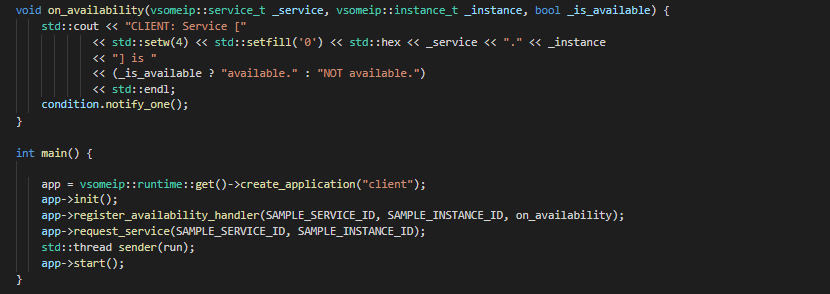 void on_availability(vsomeip::service_t _service, vsomeip::instance_t _instance, bool _is_available) {
    std::cout << "CLIENT: Service ["
            << std::setw(4) << std::setfill('0') << std::hex << _service << "." << _instance
            << "] is "
            << (_is_available ? "available." : "NOT available.")
            << std::endl;
    condition.notify_one();
}
int main() {
    app = vsomeip::runtime::get()->create_application("client");
    app->init();
    app->register_availability_handler(SAMPLE_SERVICE_ID, SAMPLE_INSTANCE_ID, on_availability);
    app->request_service(SAMPLE_SERVICE_ID, SAMPLE_INSTANCE_ID);
    std::thread sender(run);
    app->start();
}